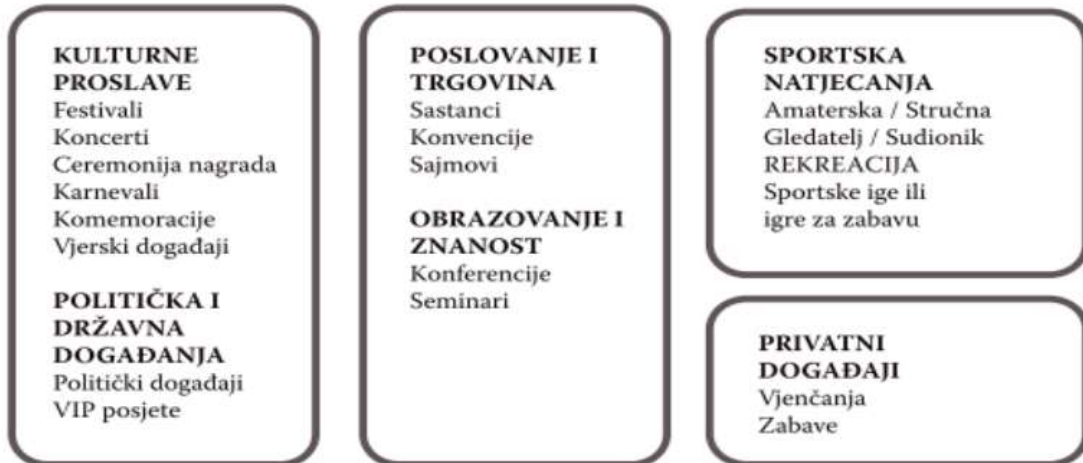 KULTURNE
PROSLAVE
Festivali
Koncerti
Ceremonija nagrada
Karnevali
Komemoracije
Vjerski događaji
POLITIČKA I
DRŽAVNA
DOGAĐANJA
Politički događaji
VIP posjete
POSLOVANJE I
TRGOVINA
Sastanci
Konvencije
Sajmovi
OBRAZOVANJE I
ZNANOST
Konferencije
Seminari
SPORTSKA
NATJECANJA
Amaterska / Stručna
Gledatelj / Sudionik
REKREACIJA
Sportske ige ili
igre za zabavu
PRIVATNI
DOGAĐAJI
Vjenčanja
Zabave